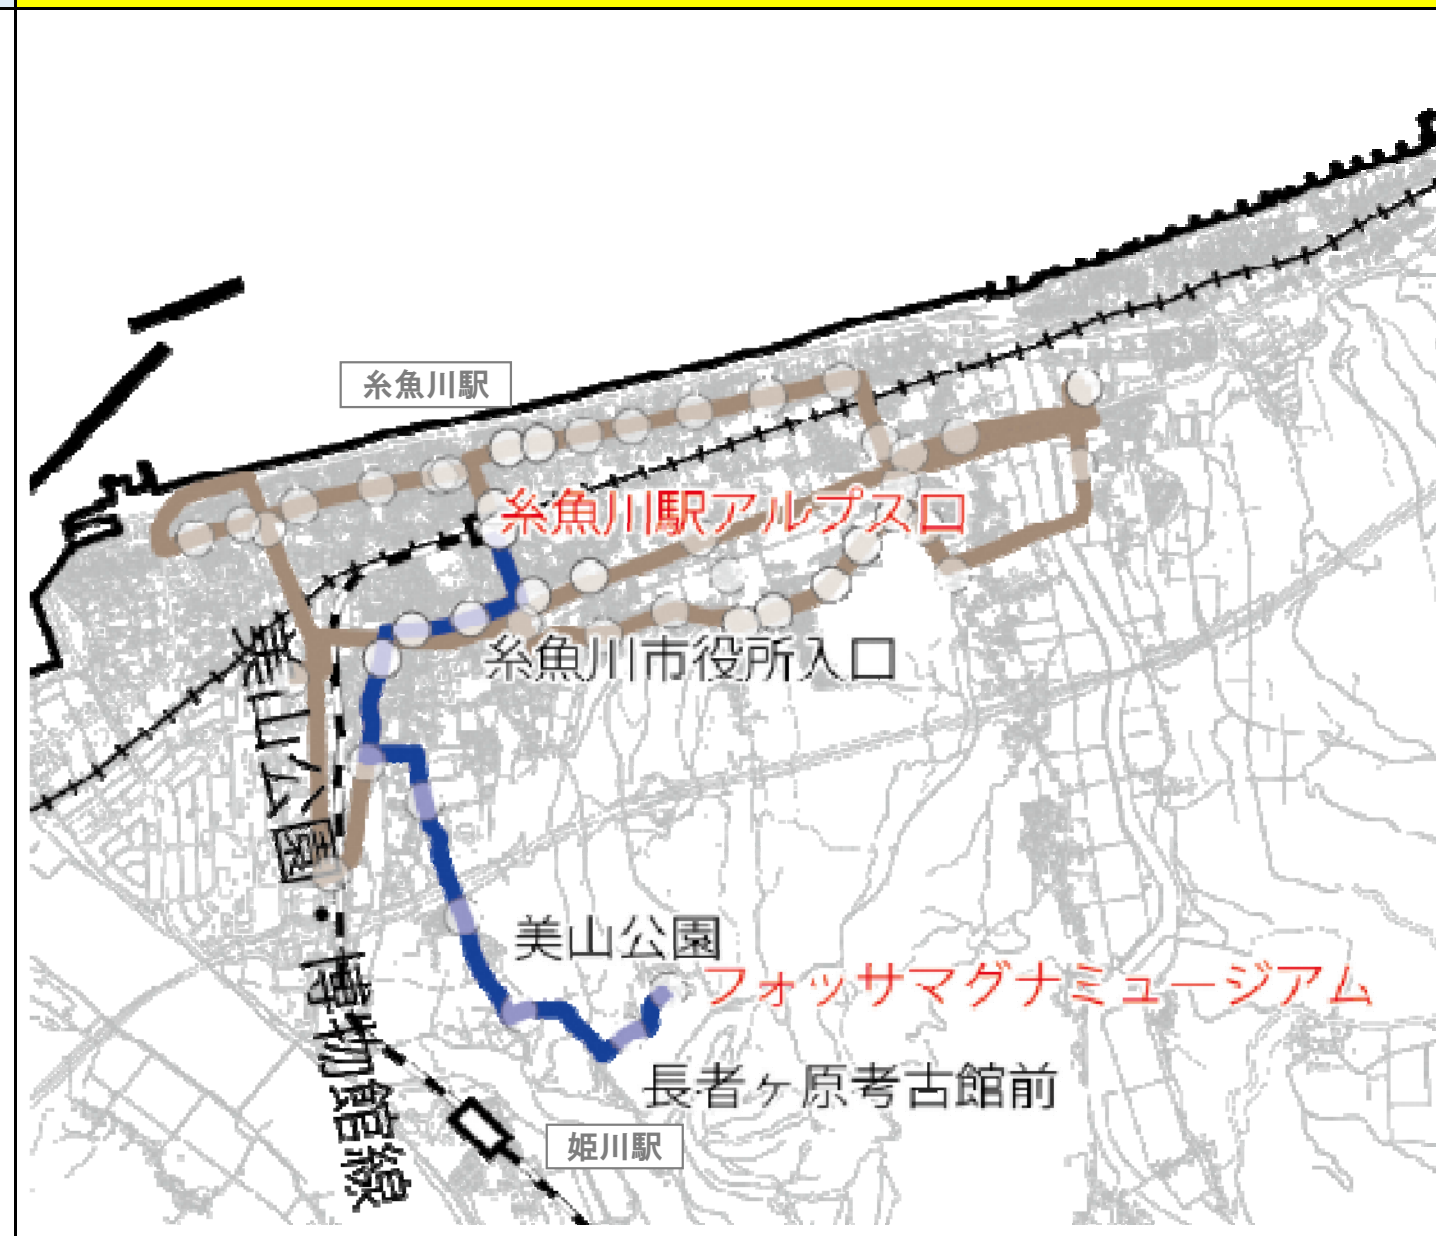 糸魚川駅
糸魚川駅アルプス口
糸魚川市役所入口
美山公園・博物館線
美山公園
フォッサマグナミュージアム
長者ヶ原考古館前
姫川駅